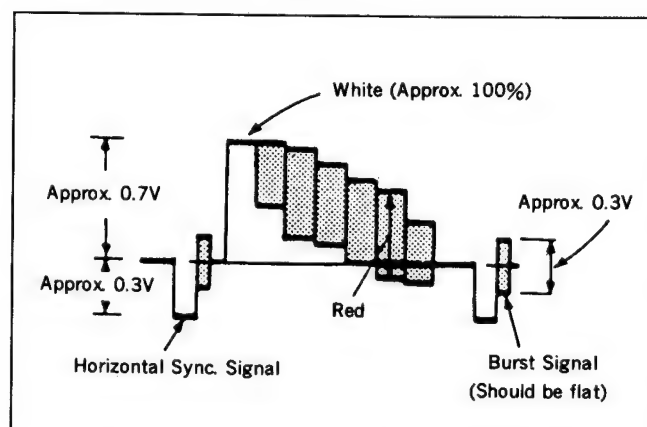 White (Approx. 100%)
Approx. 0.7V
Approx. 0.3V
Approx. 0.3V
Red
Horizontal Sync. Signal
Burst Signal
(Should be flat)